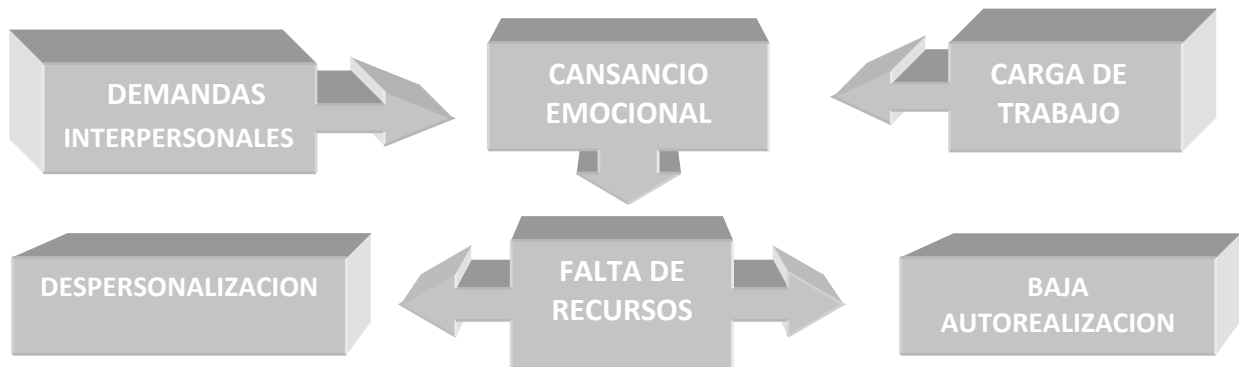 DEMANDAS
INTERPERSONALES
CANSANCIO
EMOCIONAL
CARGA DE
TRABAJO
DESPERSONALIZACION
FALTA DE
RECURSOS
BAJA
AUTOREALIZACION